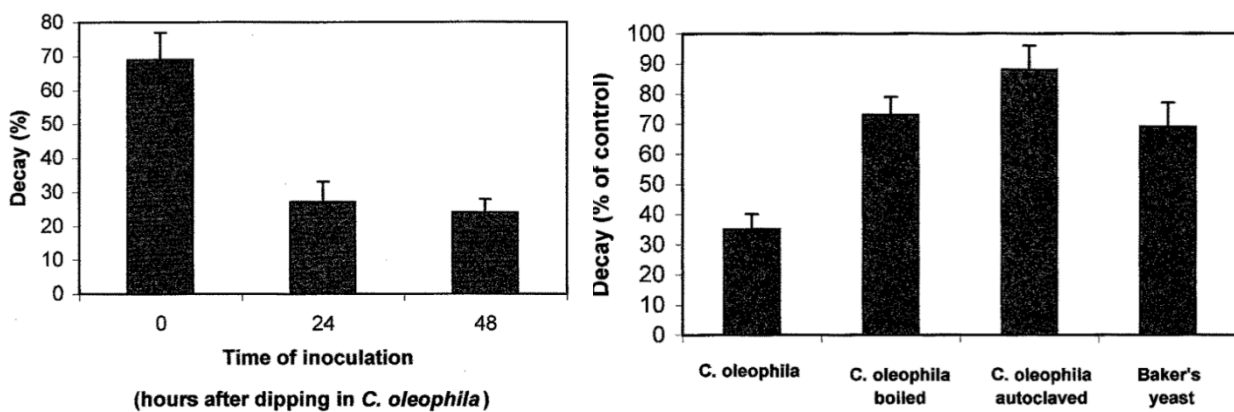 80
70
60
50
40
30
20
10
0
Decay (%)
0 24 48
Time of inoculation
(hours after dipping in C. oleophila)
100
90
80
70
60
50
40
30
20
10
0
Decay (% of control)
C. oleophila C. oleophila C. oleophila Baker's
boiled autoclaved yeast